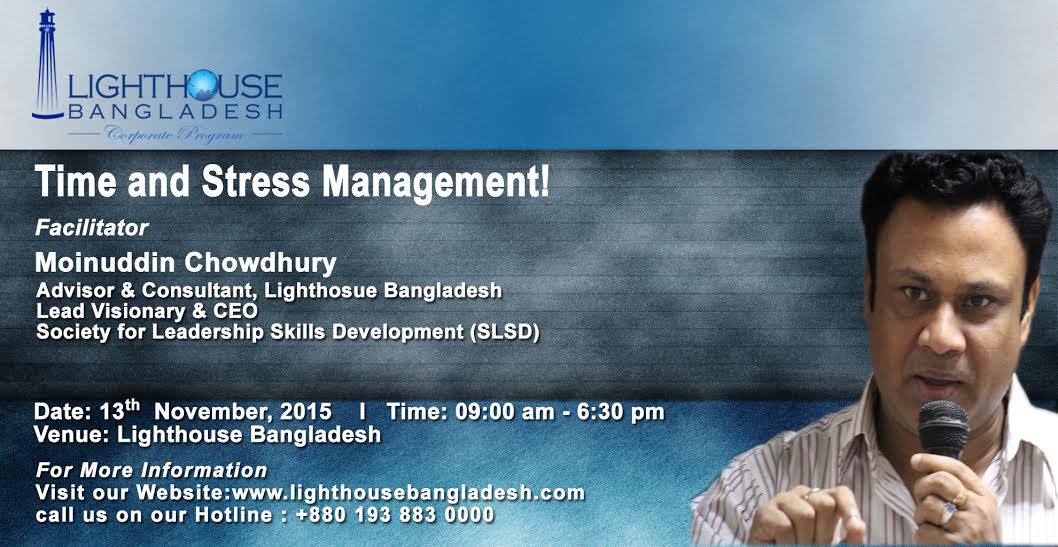 LIGHTHOUSE
BANGLADESH
Corporate Program
Time and Stress Management!
Facilitator
Moinuddin Chowdhury
Advisor & Consultant, Lighthosue Bangladesh
Lead Visionary & CEO
Society for Leadership Skills Development (SLSD)
Date: 13th November, 2015 I Time: 09:00 am - 6:30 pm
Venue: Lighthouse Bangladesh
For More Information
Visit our Website:www.lighthousebangladesh.com
call us on our Hotline : +880 193 883 0000